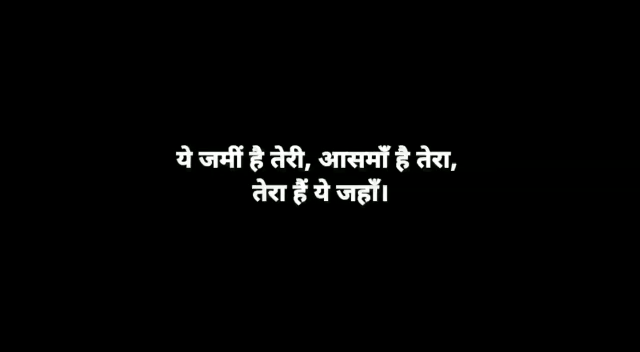 ये जमीं है तेरी, आसमाँ है तेरा,
तेरा हैं ये जहाँ।